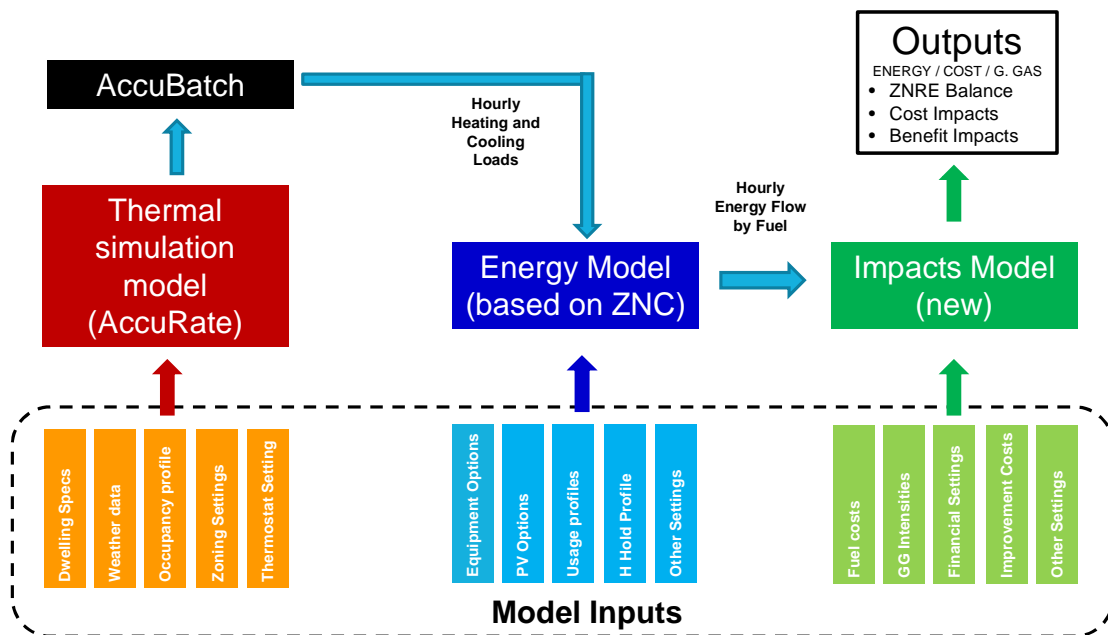 Outputs
ENERGY / COST / G. GAS
• ZNRE Balance
• Cost Impacts
• Benefit Impacts
AccuBatch
Hourly
Heating and
Cooling
Loads
Thermal
simulation
model
(AccuRate)
Hourly
Energy Flow
by Fuel
Energy Model
(based on ZNC)
Impacts Model
(new)
Dwelling Specs
Weather data
Occupancy profile
Zoning Settings
Thermostat Setting
Equipment Options
PV Options
Usage profiles
H Hold Profile
Other Settings
Fuel costs
GG Intensities
Financial Settings
Improvement Costs
Other Settings
Model Inputs